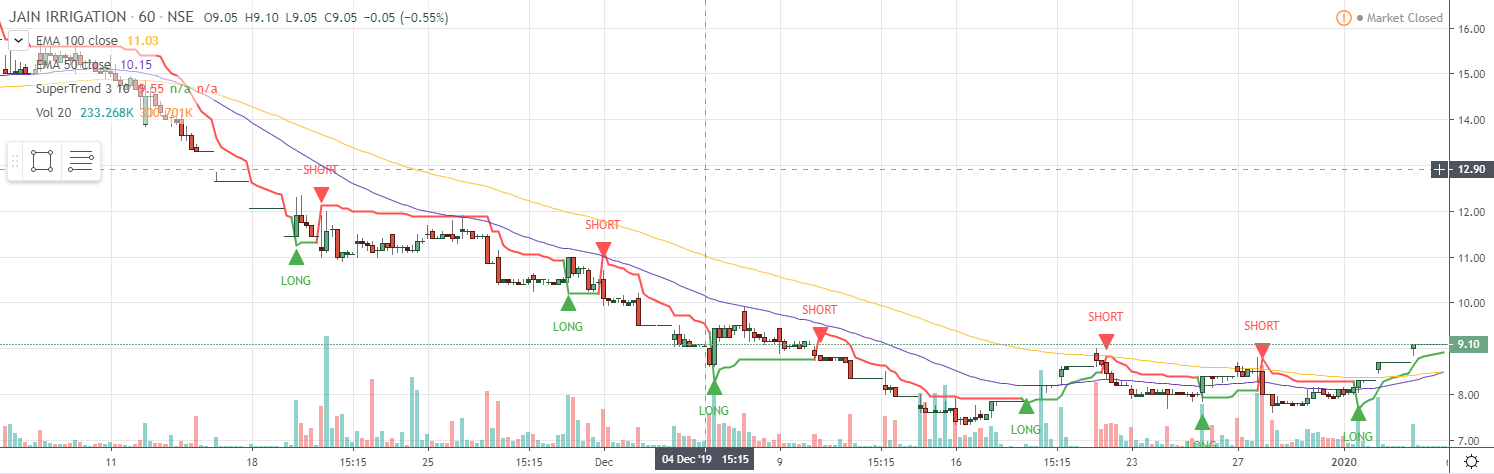 JAIN IRRIGATION · 60 · NSE O9.05 H9.10 L9.05 C9.05 −0.05 (−0.55%)
Market Closed
EMA 100 close 11.03
EMA 50 close 10.15
SuperTrend 3 10 9.55 n/a n/a
Vol 20 233.268K 300.701K
16.00
15.00
14.00
12.90
12.00
11.00
10.00
9.10
8.00
7.00
SHORT
LONG
SHORT
LONG
SHORT
LONG
SHORT
LONG
SHORT
LONG
LONG
11 18 15:15 25 15:15 Dec 04 Dec '19 15:15 9 15:15 16 15:15 23 27 2020 6